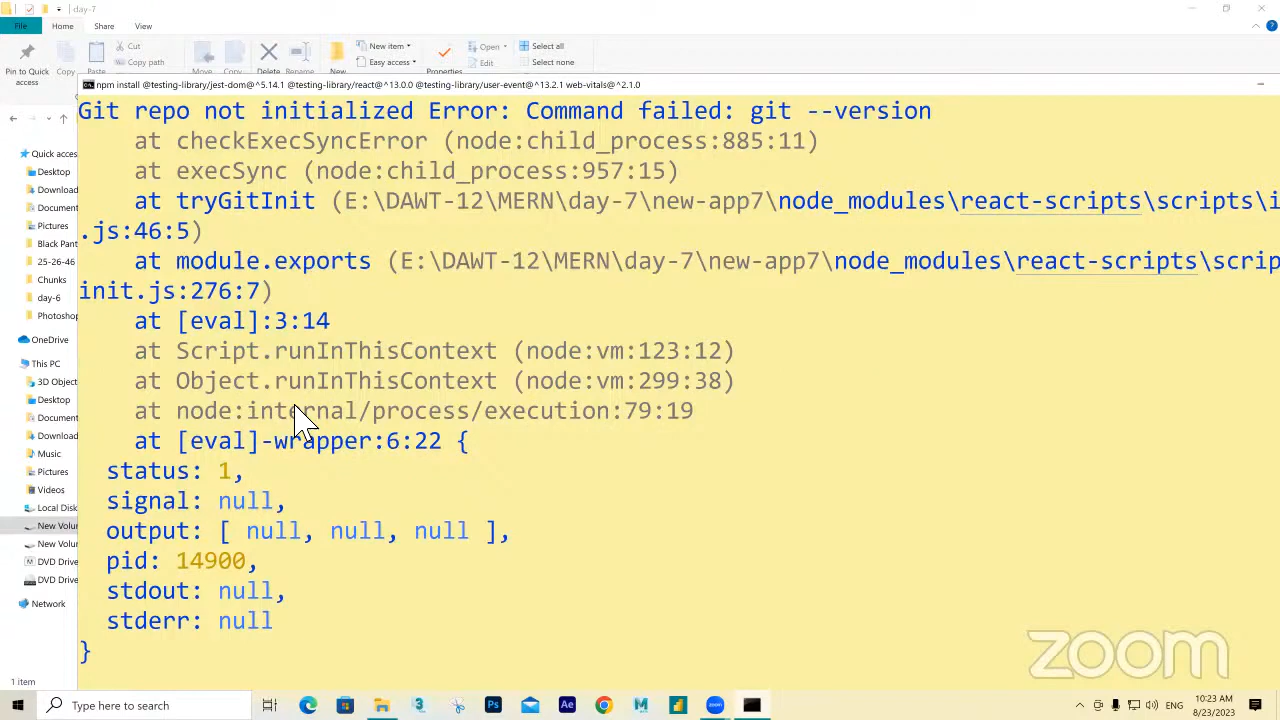 day-7
File Home Share View
Cut
Copy path
New item
Easy access
Open
Edit
Select all
Select none
Pin to Quick access
Copy
Paste
Move
Copy
Delete
Rename
New
Properties
npm install @testing-library/jest-dom@^5.14.1 @testing-library/react@^13.0.0 @testing-library/user-event@^13.2.1 web-vitals@^2.1.0
Git repo not initialized Error: Command failed: git --version
at checkExecSyncError (node:child_process:885:11)
at execSync (node:child_process:957:15)
at tryGitInit (E:\DAWT-12\MERN\day-7\new-app7\node_modules\react-scripts\scripts\i
.js:46:5)
at module.exports (E:\DAWT-12\MERN\day-7\new-app7\node_modules\react-scripts\scrip
init.js:276:7)
at [eval]:3:14
at Script.runInThisContext (node:vm:123:12)
at Object.runInThisContext (node:vm:299:38)
at node:internal/process/execution:79:19
at [eval]-wrapper:6:22 {
status: 1,
signal: null,
output: [ null, null, null ],
pid: 14900,
stdout: null,
stderr: null
}
Quick access
Desktop
Download
Document
Pictures
Black Pant
25-26-46
Chunks
day-6
Photoshop
OneDrive
This PC
3D Object
Desktop
Document
Download
Music
Pictures
Videos
Local Disk
New Volu
New Volu
DVD Drive
DVD Drive
Network
1 item
zoom
Type here to search
ENG
10:23 AM
8/23/2023